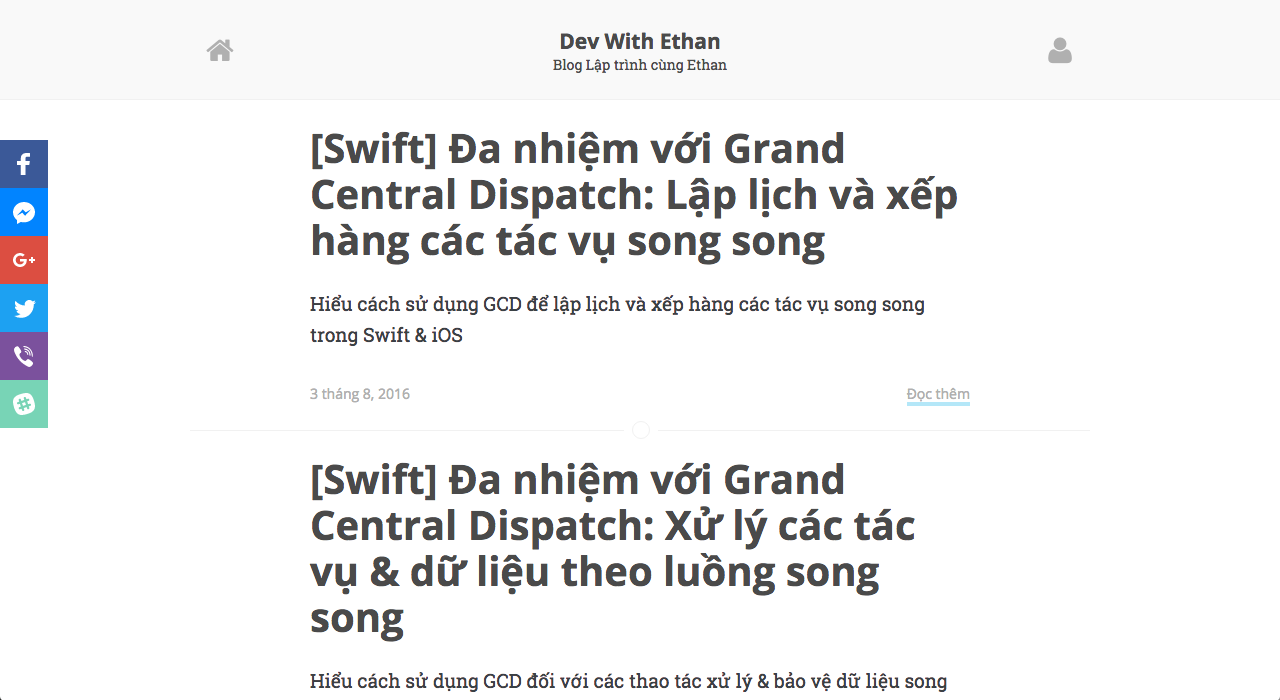 Dev With Ethan
Blog Lập trình cùng Ethan
[Swift] Đa nhiệm với Grand
Central Dispatch: Lập lịch và xếp
hàng các tác vụ song song
Hiểu cách sử dụng GCD để lập lịch và xếp hàng các tác vụ song song
trong Swift & iOS
3 tháng 8, 2016
Đọc thêm
[Swift] Đa nhiệm với Grand
Central Dispatch: Xử lý các tác
vụ & dữ liệu theo luồng song
song
Hiểu cách sử dụng GCD đối với các thao tác xử lý & bảo vệ dữ liệu song